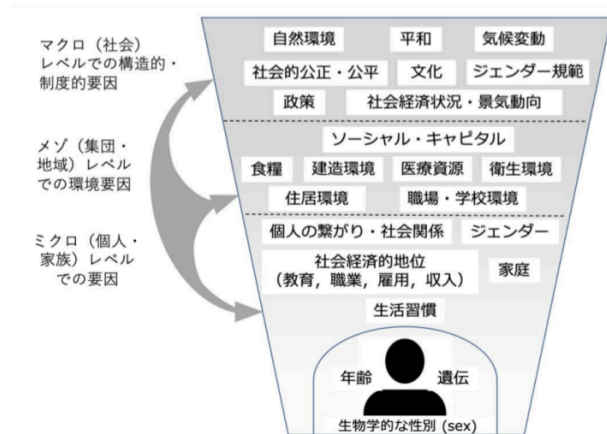 マクロ（社会）
レベルでの構造的・
制度的要因
メゾ（集団・
地域）レベル
での環境要因
ミクロ（個人・
家族）レベル
での要因
自然環境 平和 気候変動
社会的公正・公平 文化 ジェンダー規範
政策 社会経済状況・景気動向
ソーシャル・キャピタル
食糧 建造環境 医療資源 衛生環境
住居環境 職場・学校環境
個人の繋がり・社会関係 ジェンダー
社会経済的地位
（教育，職業，雇用，収入） 家庭
生活習慣
年齢 遺伝
生物学的な性別 (sex)